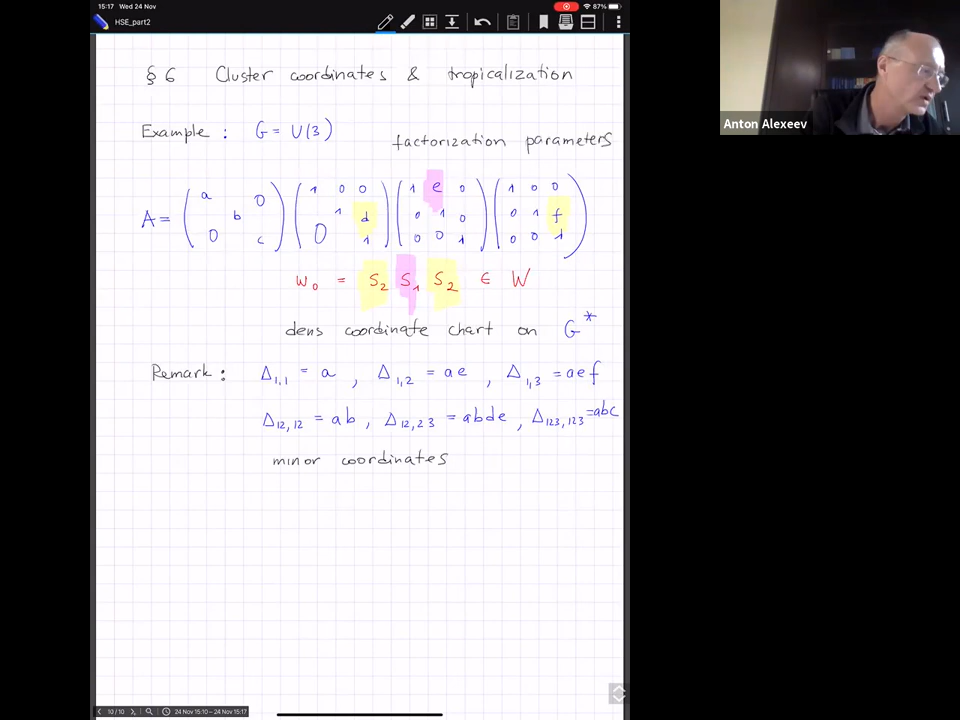 15:17 Wed 24 Nov
87%
HSE_part2
§ 6 Cluster coordinates & tropicalization
Example : G = U(3)
factorization parameters
A = ( a 0 b 0 c ) ( 1 0 0 1 d 0 1 ) ( 1 e 0 0 1 0 0 0 1 ) ( 1 0 0 0 1 f 0 0 1 )
w₀ = S₂ S₁ S₂ ∈ W
dens coordinate chart on G*
Remark : Δ₁,₁ = a , Δ₁,₂ = ae , Δ₁,₃ = aef
Δ₁₂,₁₂ = ab , Δ₁₂,₂₃ = abde , Δ₁₂₃,₁₂₃ = abc
minor coordinates
10/10 24 Nov 15:10 – 24 Nov 15:17
Anton Alexeev